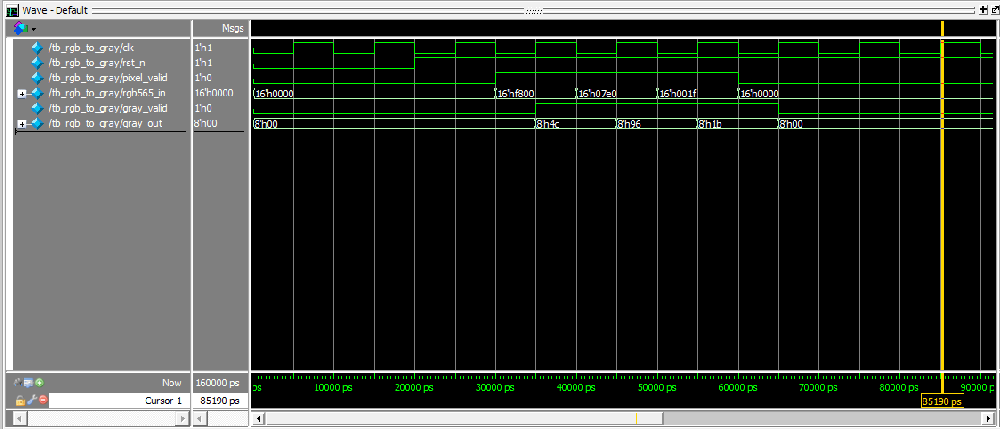 Wave - Default
Msgs
/tb_rgb_to_gray/clk 1'h1
/tb_rgb_to_gray/rst_n 1'h1
/tb_rgb_to_gray/pixel_valid 1'h0
/tb_rgb_to_gray/rgb565_in 16'h0000 16'h0000 16'hf800 16'h07e0 16'h001f 16'h0000
/tb_rgb_to_gray/gray_valid 1'h0
/tb_rgb_to_gray/gray_out 8'h00 8'h00 8'h4c 8'h96 8'h1b 8'h00
Now 160000 ps ps 10000 ps 20000 ps 30000 ps 40000 ps 50000 ps 60000 ps 70000 ps 80000 ps 90000 p
Cursor 1 85190 ps 85190 ps